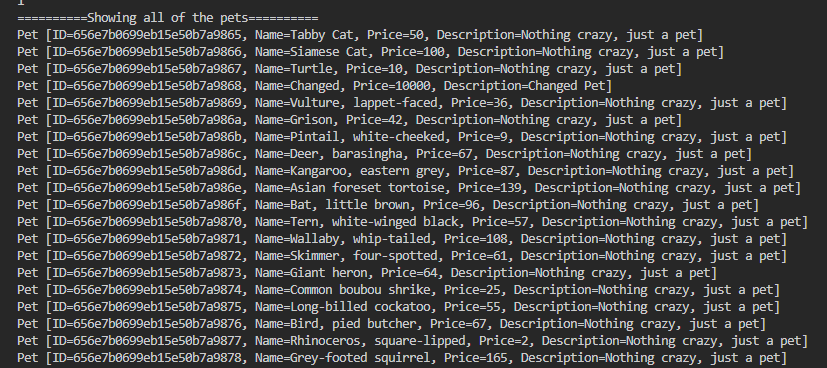 ==========Showing all of the pets==========
Pet [ID=656e7b0699eb15e50b7a9865, Name=Tabby Cat, Price=50, Description=Nothing crazy, just a pet]
Pet [ID=656e7b0699eb15e50b7a9866, Name=Siamese Cat, Price=100, Description=Nothing crazy, just a pet]
Pet [ID=656e7b0699eb15e50b7a9867, Name=Turtle, Price=10, Description=Nothing crazy, just a pet]
Pet [ID=656e7b0699eb15e50b7a9868, Name=Changed, Price=10000, Description=Changed Pet]
Pet [ID=656e7b0699eb15e50b7a9869, Name=Vulture, lappet-faced, Price=36, Description=Nothing crazy, just a pet]
Pet [ID=656e7b0699eb15e50b7a986a, Name=Grison, Price=42, Description=Nothing crazy, just a pet]
Pet [ID=656e7b0699eb15e50b7a986b, Name=Pintail, white-cheeked, Price=9, Description=Nothing crazy, just a pet]
Pet [ID=656e7b0699eb15e50b7a986c, Name=Deer, barasingha, Price=67, Description=Nothing crazy, just a pet]
Pet [ID=656e7b0699eb15e50b7a986d, Name=Kangaroo, eastern grey, Price=87, Description=Nothing crazy, just a pet]
Pet [ID=656e7b0699eb15e50b7a986e, Name=Asian foreset tortoise, Price=139, Description=Nothing crazy, just a pet]
Pet [ID=656e7b0699eb15e50b7a986f, Name=Bat, little brown, Price=96, Description=Nothing crazy, just a pet]
Pet [ID=656e7b0699eb15e50b7a9870, Name=Tern, white-winged black, Price=57, Description=Nothing crazy, just a pet]
Pet [ID=656e7b0699eb15e50b7a9871, Name=Wallaby, whip-tailed, Price=108, Description=Nothing crazy, just a pet]
Pet [ID=656e7b0699eb15e50b7a9872, Name=Skimmer, four-spotted, Price=61, Description=Nothing crazy, just a pet]
Pet [ID=656e7b0699eb15e50b7a9873, Name=Giant heron, Price=64, Description=Nothing crazy, just a pet]
Pet [ID=656e7b0699eb15e50b7a9874, Name=Common boubou shrike, Price=25, Description=Nothing crazy, just a pet]
Pet [ID=656e7b0699eb15e50b7a9875, Name=Long-billed cockatoo, Price=55, Description=Nothing crazy, just a pet]
Pet [ID=656e7b0699eb15e50b7a9876, Name=Bird, pied butcher, Price=67, Description=Nothing crazy, just a pet]
Pet [ID=656e7b0699eb15e50b7a9877, Name=Rhinoceros, square-lipped, Price=2, Description=Nothing crazy, just a pet]
Pet [ID=656e7b0699eb15e50b7a9878, Name=Grey-footed squirrel, Price=165, Description=Nothing crazy, just a pet]